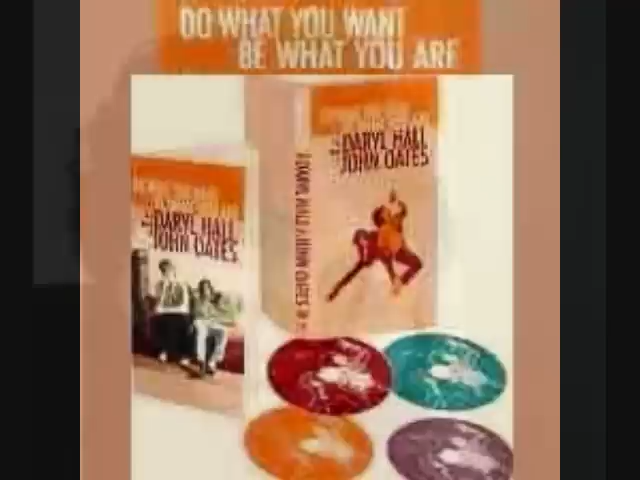 DO WHAT YOU WANT
BE WHAT YOU ARE
DARYL HALL
JOHN OATES
DARYL HALL
JOHN OATES
DARYL HALL & JOHN OATES